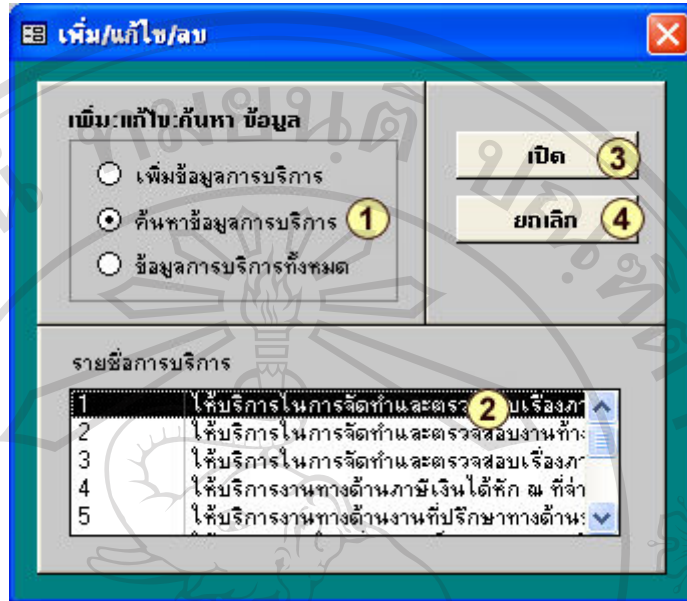 เพิ่ม/แก้ไข/ลบ
เพิ่ม:แก้ไข:ค้นหา ข้อมูล
เพิ่มข้อมูลการบริการ
ค้นหาข้อมูลการบริการ 1
ข้อมูลการบริการทั้งหมด
เปิด 3
ยกเลิก 4
รายชื่อการบริการ
1 ให้บริการในการจัดทำและตรว 2 บเรื่องภา
2 ให้บริการในการจัดทำและตรวจสอบงานท้าง
3 ให้บริการในการจัดทำและตรวจสอบเรื่องภา
4 ให้บริการงานทางด้านภาษีเงินได้หัก ณ ที่จ่า
5 ให้บริการงานทางด้านงานที่ปรึกษาทางด้าน